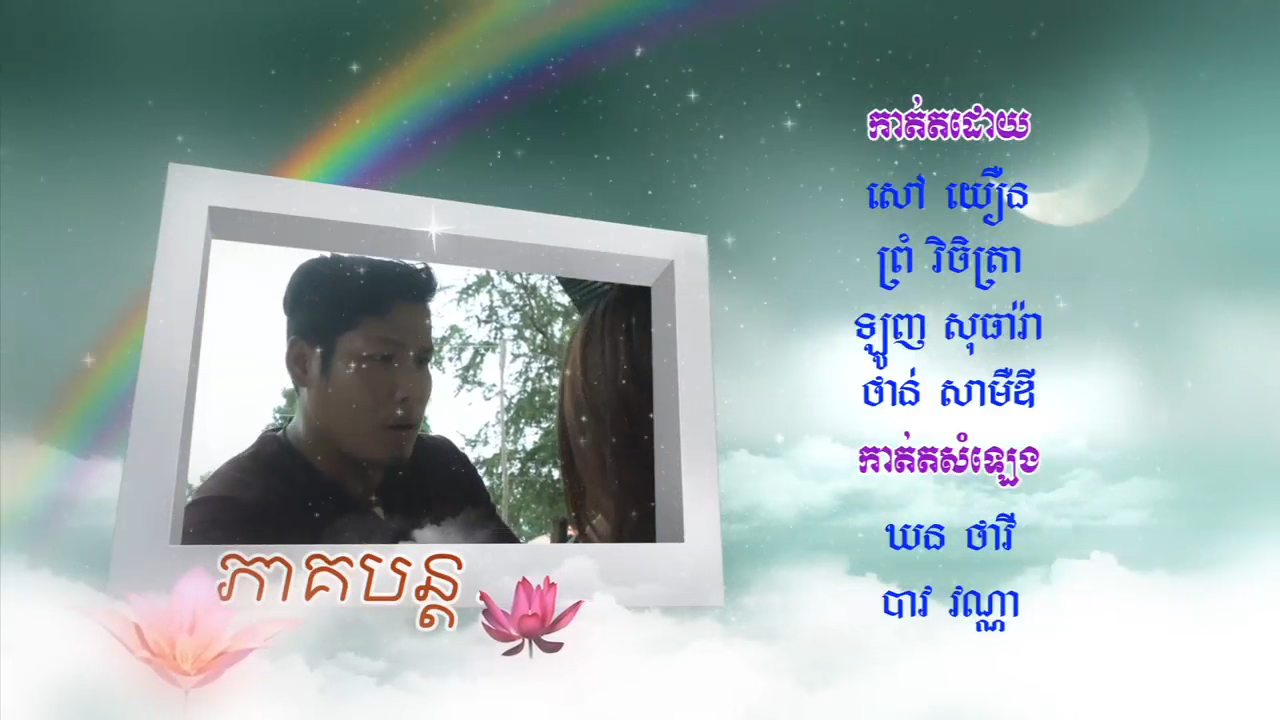 កាត់តដោយ
សៅ យឿន
ព្រំ វិចិត្រា
ឡូញ សុធារ៉ា
ថាន់ សាមឺឌី
កាត់តសំឡេង
ឃន ថាវី
បាវ វណ្ណា
ភាគបន្ត